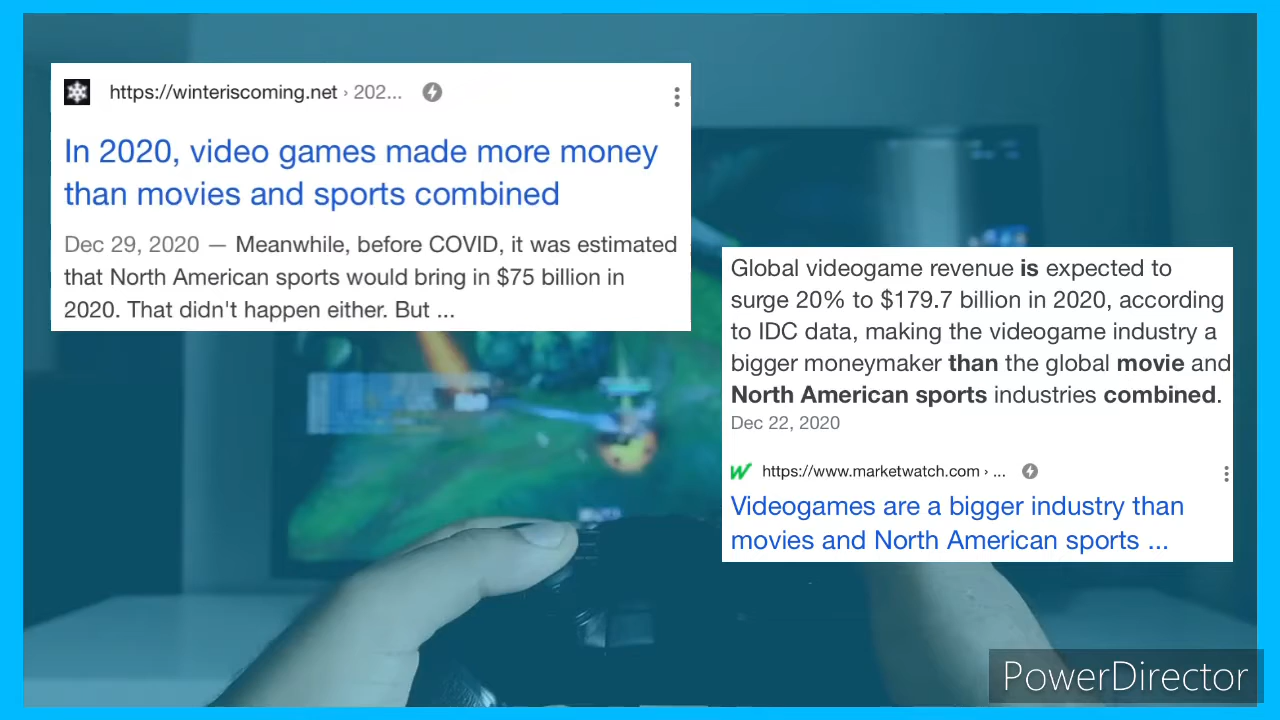 https://winteriscoming.net › 202...
In 2020, video games made more money
than movies and sports combined
Dec 29, 2020 — Meanwhile, before COVID, it was estimated
that North American sports would bring in $75 billion in
2020. That didn't happen either. But ...
Global videogame revenue is expected to
surge 20% to $179.7 billion in 2020, according
to IDC data, making the videogame industry a
bigger moneymaker than the global movie and
North American sports industries combined.
Dec 22, 2020
https://www.marketwatch.com › ...
Videogames are a bigger industry than
movies and North American sports ...
PowerDirector